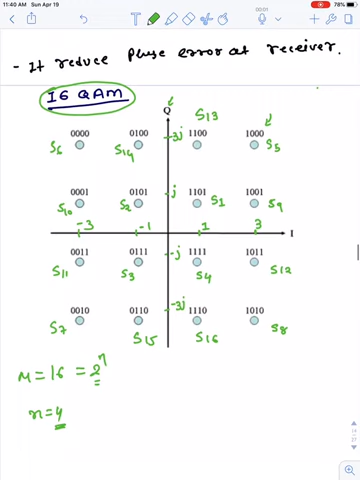 11:40 AM Sun Apr 19
78%
00:01
- It reduce phase error at receiver.
16 QAM
Q
S13
0000 0100 3j 1100 1000
S6 S14 S5
0001 0101 j 1101 1001
S10 S2 S1 S9
-3 -1 1 3 I
0011 0111 -j 1111 1011
S11 S3 S4 S12
0010 0110 -3j 1110 1010
S7 S15 S16 S8
M = 16 = 2^n
n = 4